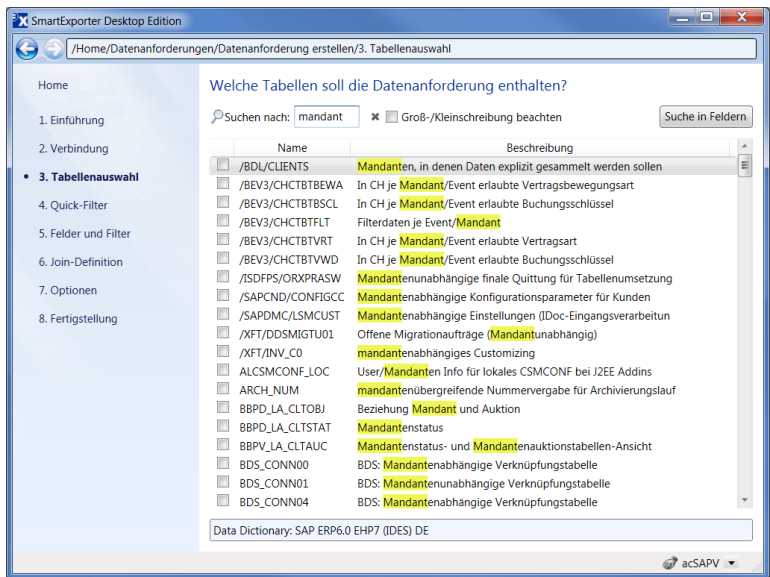 SmartExporter Desktop Edition
/Home/Datenanforderungen/Datenanforderung erstellen/3. Tabellenauswahl
Home
1. Einführung
2. Verbindung
• 3. Tabellenauswahl
4. Quick-Filter
5. Felder und Filter
6. Join-Definition
7. Optionen
8. Fertigstellung
Welche Tabellen soll die Datenanforderung enthalten?
Suchen nach: mandant Groß-/Kleinschreibung beachten Suche in Feldern
Name Beschreibung
/BDL/CLIENTS Mandanten, in denen Daten explizit gesammelt werden sollen
/BEV3/CHCTBTBEWA In CH je Mandant/Event erlaubte Vertragsbewegungsart
/BEV3/CHCTBTBSCL In CH je Mandant/Event erlaubte Buchungsschlüssel
/BEV3/CHCTBTFLT Filterdaten je Event/Mandant
/BEV3/CHCTBTVRT In CH je Mandant/Event erlaubte Vertragsart
/BEV3/CHCTBTVWD In CH je Mandant/Event erlaubte Buchungsschlüssel
/ISDFPS/ORXPRASW Mandantenunabhängige finale Quittung für Tabellenumsetzung
/SAPCND/CONFIGCC Mandantenabhängige Konfigurationsparameter für Kunden
/SAPDMC/LSMCUST Mandantenabhängige Einstellungen (IDoc-Eingangsverarbeitun
/XFT/DDSMIGTU01 Offene Migrationaufträge (Mandantunabhängig)
/XFT/INV_C0 mandantenabhängiges Customizing
ALCSMCONF_LOC User/Mandanten Info für lokales CSMCONF bei J2EE Addins
ARCH_NUM mandantenübergreifende Nummervergabe für Archivierungslauf
BBPD_LA_CLTOBJ Beziehung Mandant und Auktion
BBPD_LA_CLTSTAT Mandantenstatus
BBPV_LA_CLTAUC Mandantenstatus- und Mandantenauktionstabellen-Ansicht
BDS_CONN00 BDS: Mandantenabhängige Verknüpfungstabelle
BDS_CONN01 BDS: Mandantenunabhängige Verknüpfungstabelle
BDS_CONN04 BDS: Mandantenabhängige Verknüpfungstabelle
Data Dictionary: SAP ERP6.0 EHP7 (IDES) DE
acSAPV